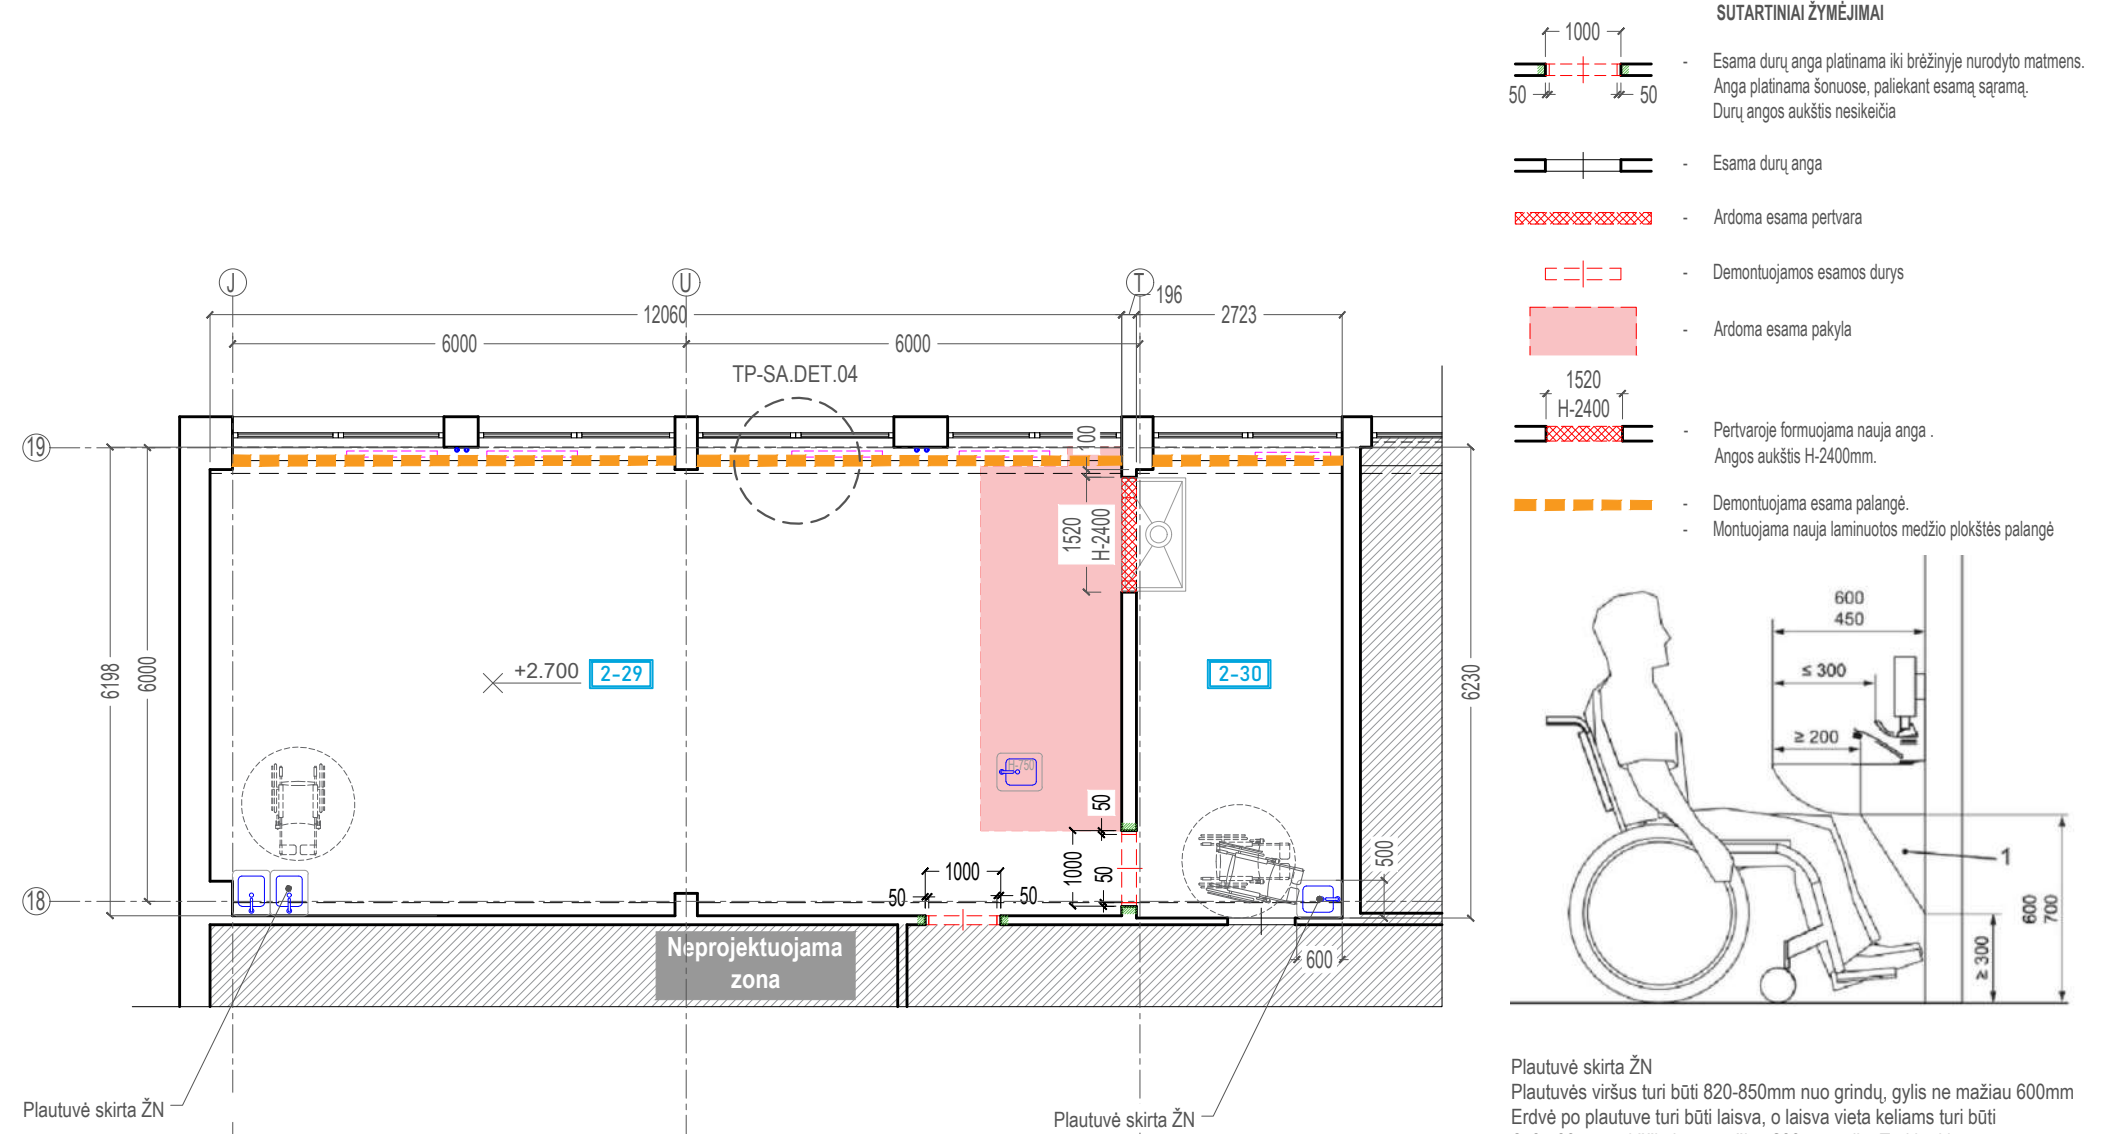 SUTARTINIAI ŽYMĖJIMAI
1000
50
50
- Esama durų anga platinama iki brėžinyje nurodyto matmens.
Anga platinama šonuose, paliekant esamą sąramą.
Durų angos aukštis nesikeičia
- Esama durų anga
- Ardoma esama pertvara
- Demontuojamos esamos durys
- Ardoma esama pakyla
1520
H-2400
- Pertvaroje formuojama nauja anga .
Angos aukštis H-2400mm.
- Demontuojama esama palangė.
- Montuojama nauja laminuotos medžio plokštės palangė
J
U
T
196
12060
2723
6000
6000
TP-SA.DET.04
19
100
1520
H-2400
6198
6000
+2.700
2-29
2-30
6230
H-750
50
1000
50
1000
50
50
500
18
600
Neprojektuojama
zona
Plautuvė skirta ŽN
Plautuvė skirta ŽN
600
450
≤ 300
≥ 200
1
600
700
≥ 300
Plautuvė skirta ŽN
Plautuvės viršus turi būti 820-850mm nuo grindų, gylis ne mažiau 600mm
Erdvė po plautuve turi būti laisva, o laisva vieta keliams turi būti